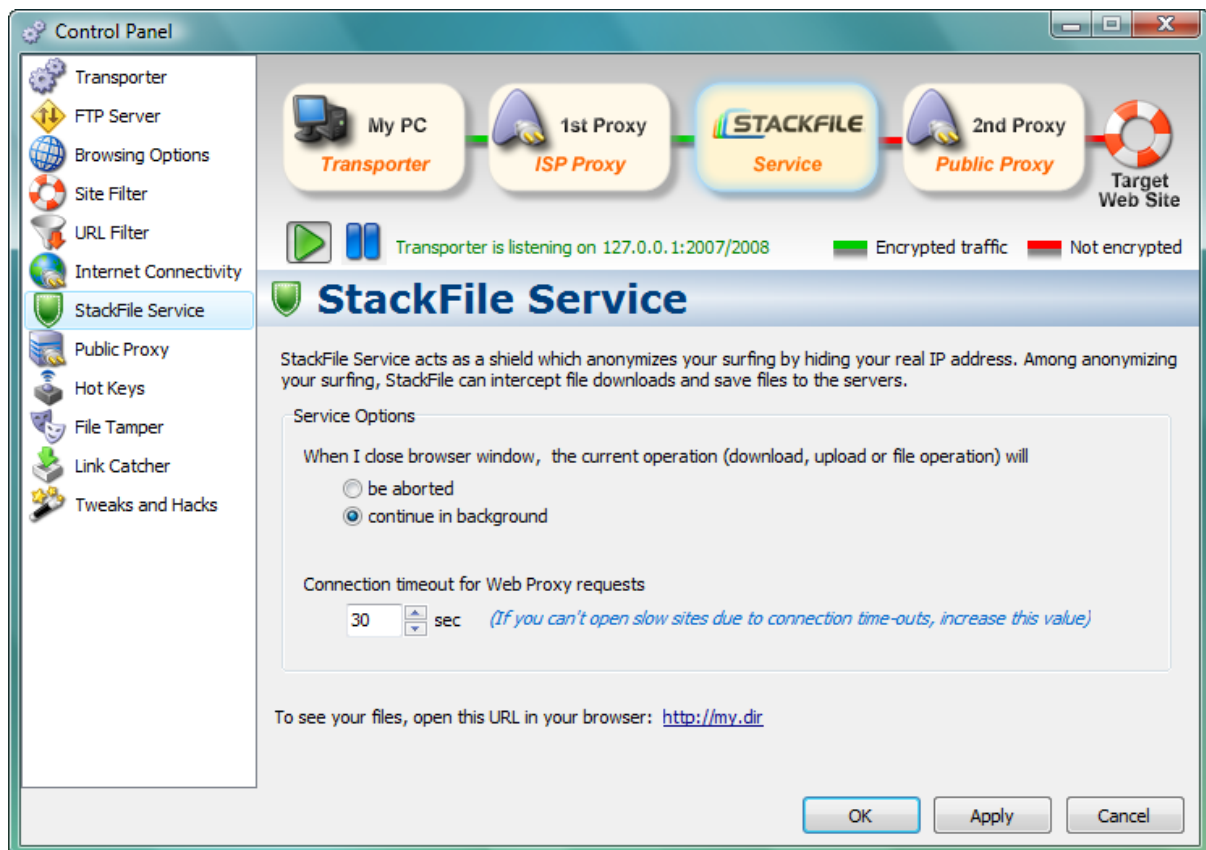 Control Panel
Transporter
FTP Server
Browsing Options
Site Filter
URL Filter
Internet Connectivity
StackFile Service
Public Proxy
Hot Keys
File Tamper
Link Catcher
Tweaks and Hacks
My PC
Transporter
1st Proxy
ISP Proxy
STACKFILE
Service
2nd Proxy
Public Proxy
Target
Web Site
Transporter is listening on 127.0.0.1:2007/2008
Encrypted traffic
Not encrypted
StackFile Service
StackFile Service acts as a shield which anonymizes your surfing by hiding your real IP address. Among anonymizing
your surfing, StackFile can intercept file downloads and save files to the servers.
Service Options
When I close browser window,  the current operation (download, upload or file operation) will
be aborted
continue in background
Connection timeout for Web Proxy requests
30 sec (If you can't open slow sites due to connection time-outs, increase this value)
To see your files, open this URL in your browser: http://my.dir
OK
Apply
Cancel